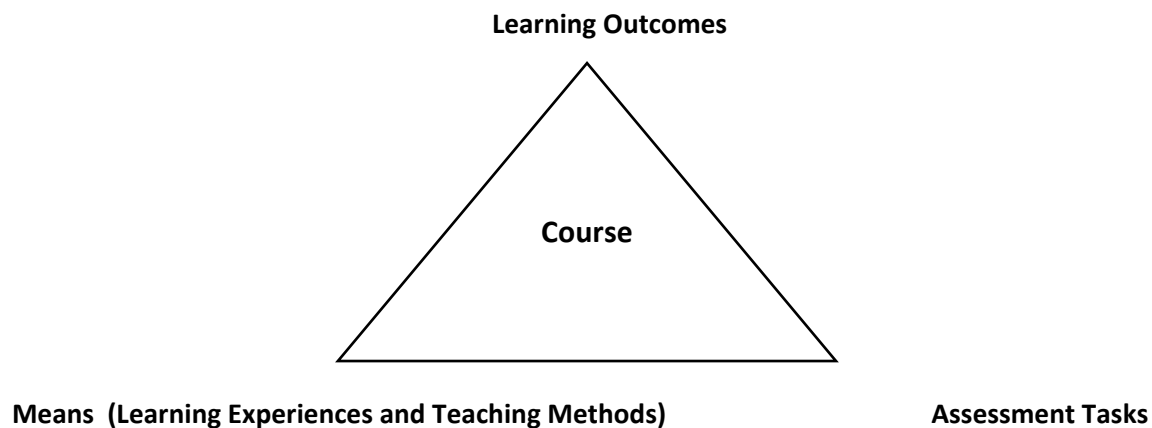 Learning Outcomes
Course
Means  (Learning Experiences and Teaching Methods)
Assessment Tasks